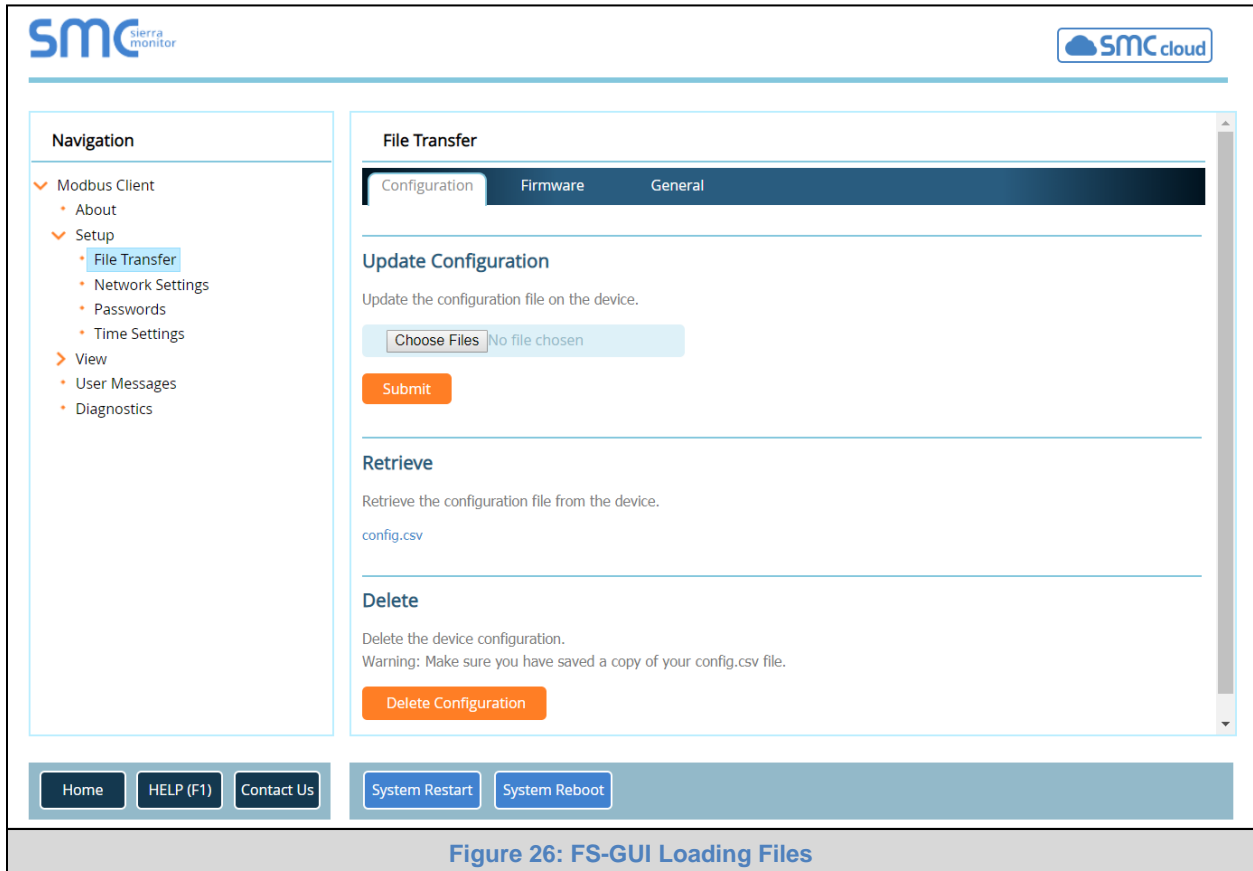 SMC sierra monitor
SMC cloud
Navigation
Modbus Client
About
Setup
File Transfer
Network Settings
Passwords
Time Settings
View
User Messages
Diagnostics
File Transfer
Configuration Firmware General
Update Configuration
Update the configuration file on the device.
Choose Files No file chosen
Submit
Retrieve
Retrieve the configuration file from the device.
config.csv
Delete
Delete the device configuration.
Warning: Make sure you have saved a copy of your config.csv file.
Delete Configuration
Home HELP (F1) Contact Us
System Restart System Reboot
Figure 26: FS-GUI Loading Files